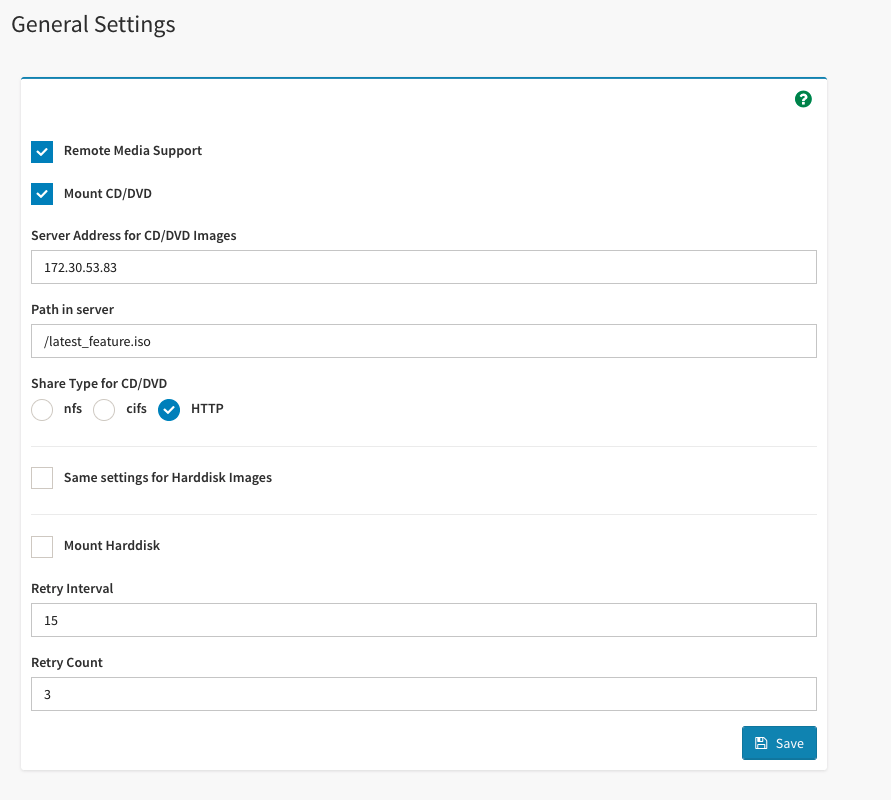 General Settings
Remote Media Support
Mount CD/DVD
Server Address for CD/DVD Images
172.30.53.83
Path in server
/latest_feature.iso
Share Type for CD/DVD
nfs cifs HTTP
Same settings for Harddisk Images
Mount Harddisk
Retry Interval
15
Retry Count
3
Save